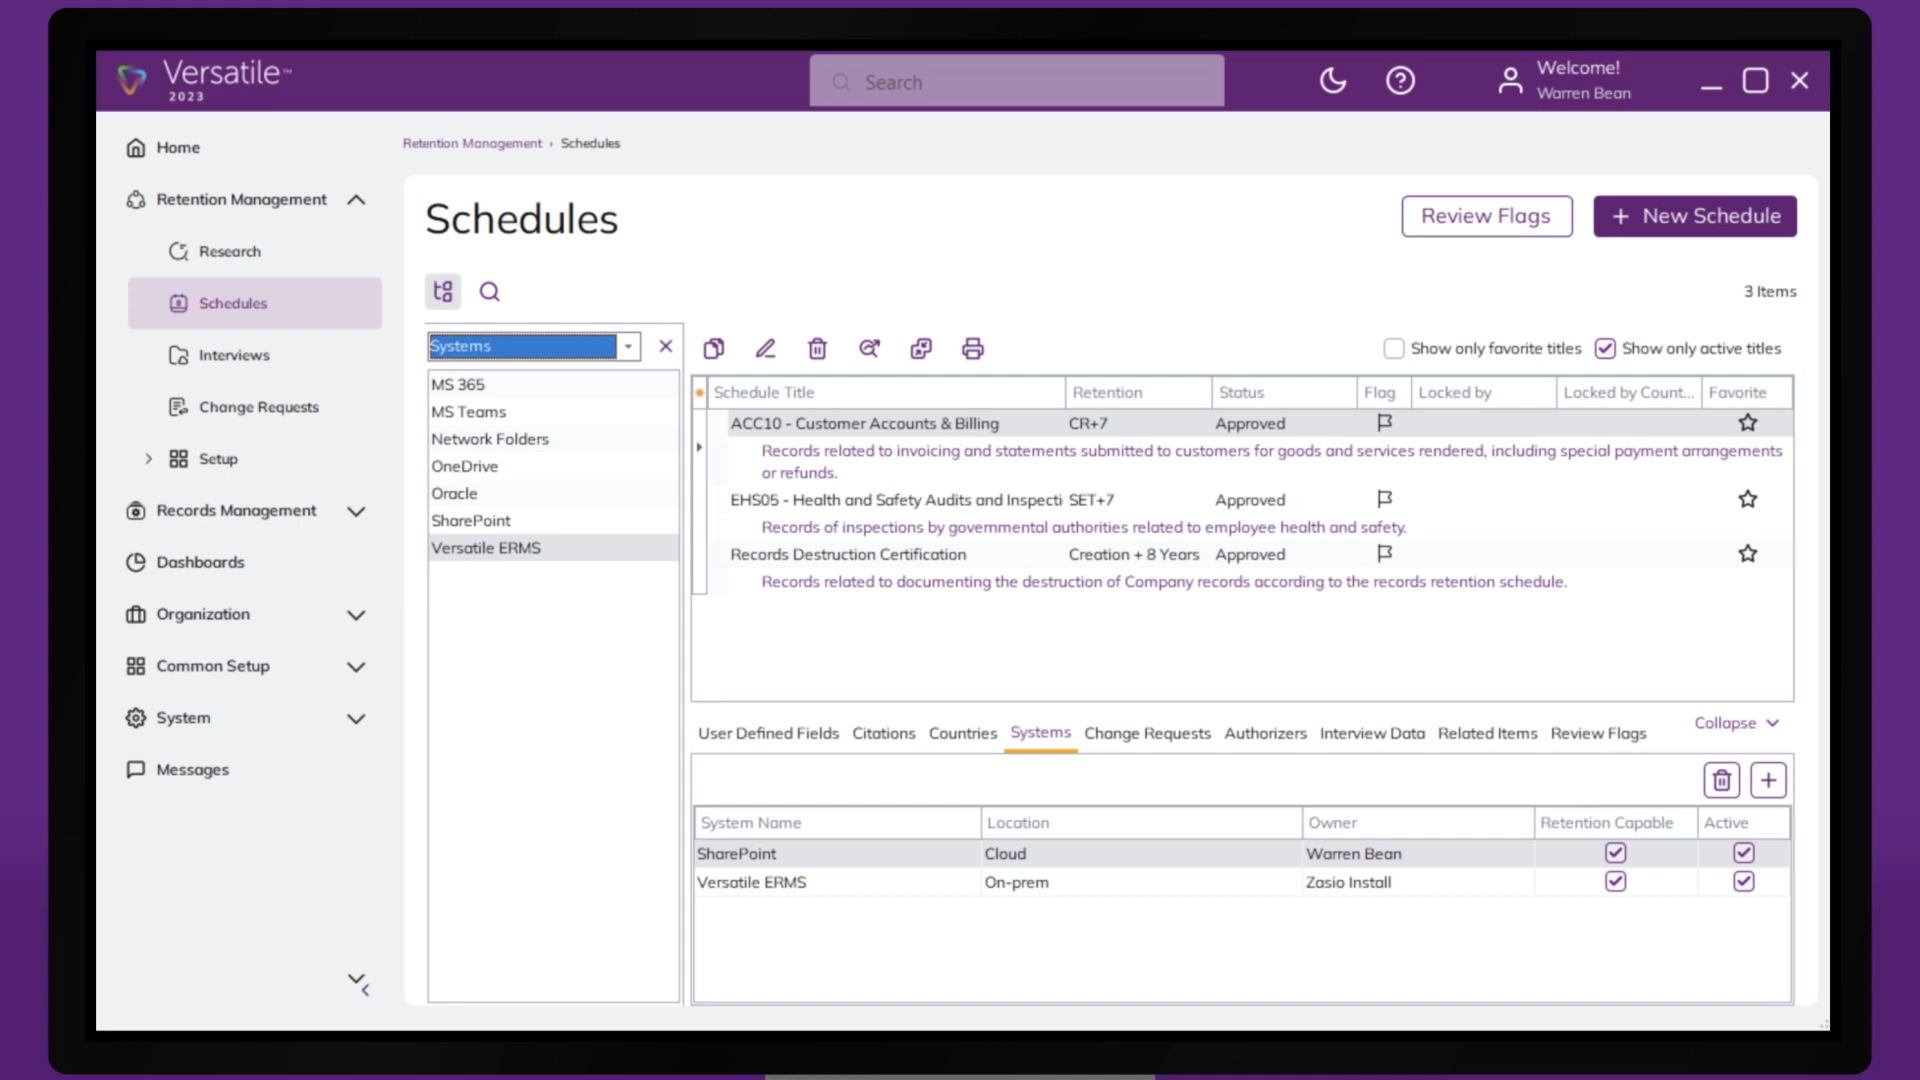 Versatile™
2023
Search
Welcome!
Warren Bean
Home
Retention Management
Research
Schedules
Interviews
Change Requests
Setup
Records Management
Dashboards
Organization
Common Setup
System
Messages
Retention Management › Schedules
Schedules
Review Flags
+ New Schedule
3 Items
Systems
MS 365
MS Teams
Network Folders
OneDrive
Oracle
SharePoint
Versatile ERMS
Show only favorite titles
Show only active titles
Schedule Title Retention Status Flag Locked by Locked by Count... Favorite
ACC10 - Customer Accounts & Billing CR+7 Approved
Records related to invoicing and statements submitted to customers for goods and services rendered, including special payment arrangements
or refunds.
EHS05 - Health and Safety Audits and Inspecti SET+7 Approved
Records of inspections by governmental authorities related to employee health and safety.
Records Destruction Certification Creation + 8 Years Approved
Records related to documenting the destruction of Company records according to the records retention schedule.
User Defined Fields Citations Countries Systems Change Requests Authorizers Interview Data Related Items Review Flags Collapse
System Name Location Owner Retention Capable Active
SharePoint Cloud Warren Bean
Versatile ERMS On-prem Zasio Install